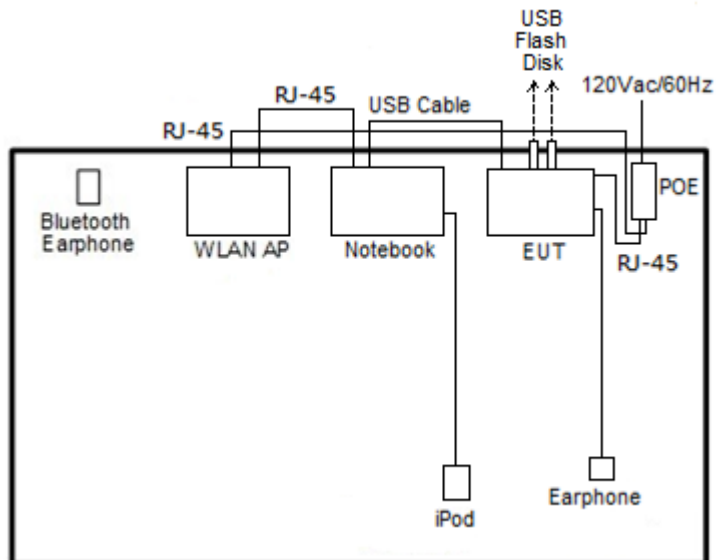 USB
Flash
Disk
120Vac/60Hz
RJ-45
USB Cable
RJ-45
POE
Bluetooth
Earphone
WLAN AP
Notebook
EUT
RJ-45
iPod
Earphone